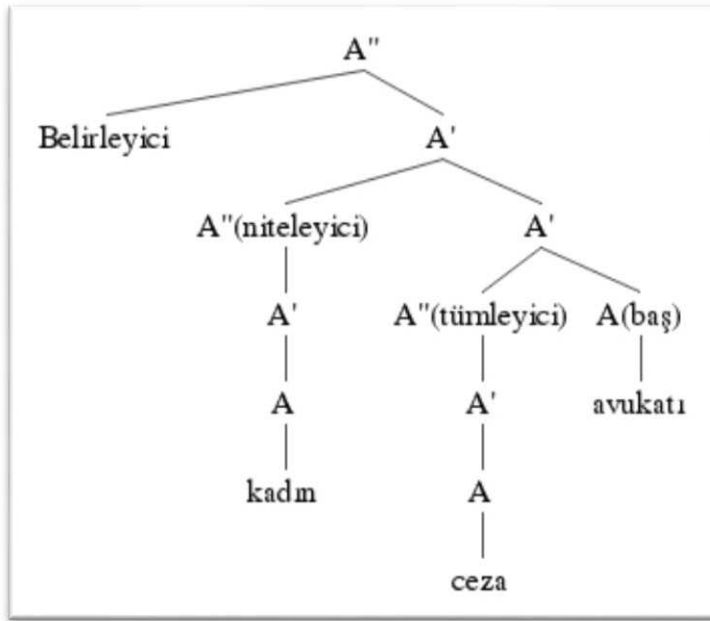 A"
Belirleyici A'
A"(niteleyici) A'
A' A"(tümleyici) A(baş)
A A' avukatı
kadın A
ceza